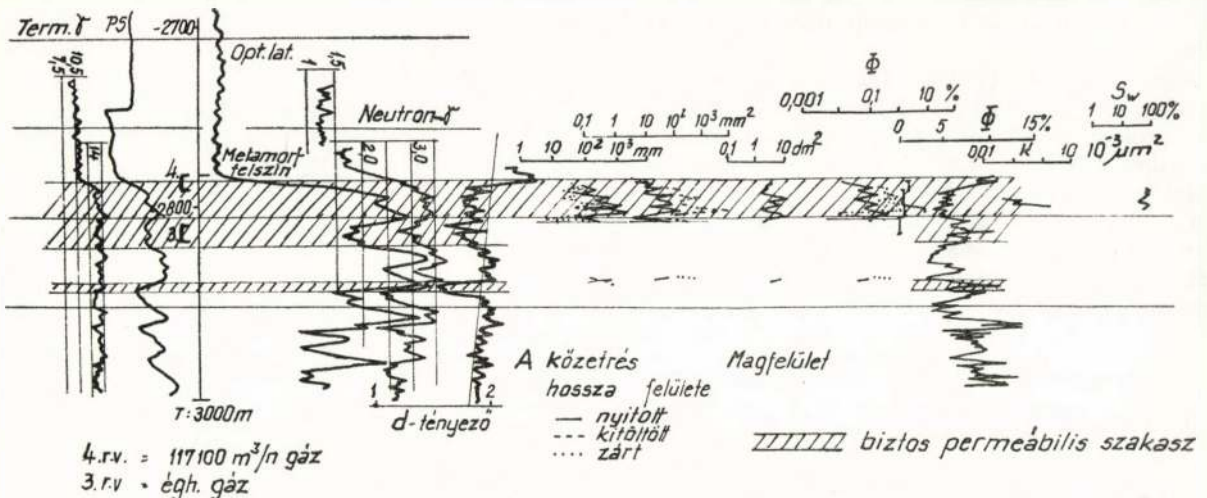 Term.γ PS
-2700
Opt.lat.
7,5
10,5
14
1
1,5
Neutron-γ
2,0
3,0
Metamorf
felszín
4.
2800
3.
Φ
0,001 0,1 10 %
0,1 1 10 10² 10³ mm²
1 10 10² 10³ mm
0,1 1 10 dm²
0 5 Φ 15%
0,01 K 10 10⁻³ μm²
Sw
1 10 100%
T:3000m
1 2
d-tényező
A kőzetrés Magfelület
hossza felülete
nyitott
kitöltött
zárt
biztos permeábilis szakasz
4.r.v. = 117100 m³/n gáz
3.r.v = égh. gáz